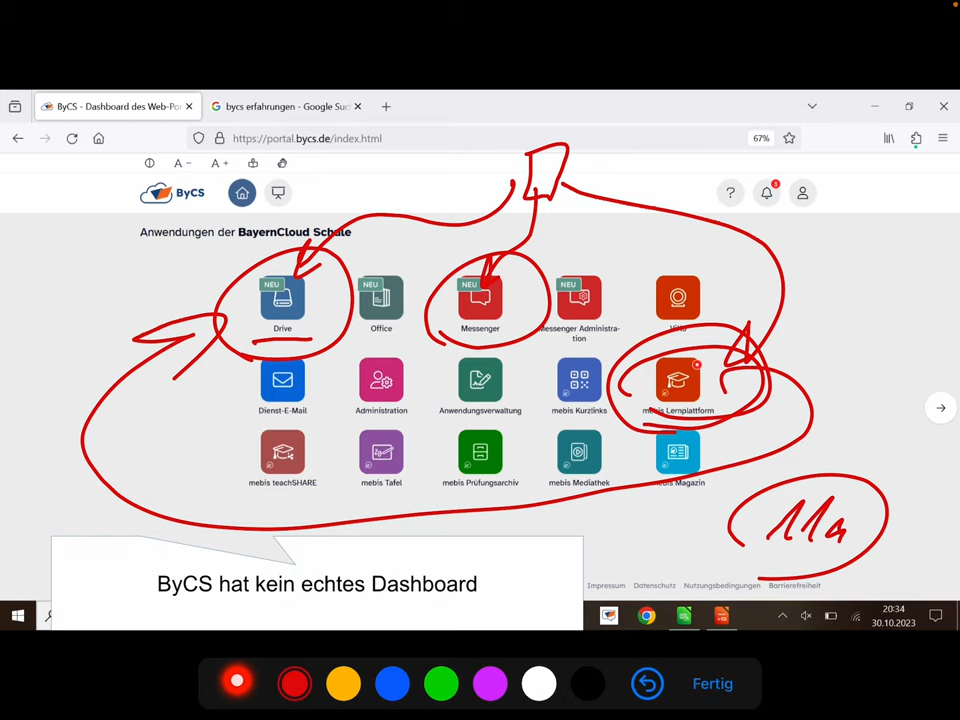 ByCS - Dashboard des Web-Por
bycs erfahrungen - Google Suc
https://portal.bycs.de/index.html
67%
A - A +
ByCS
? 3
Anwendungen der BayernCloud Schule
NEU NEU NEU NEU
Drive Office Messenger Messenger Administra-
tion
Dienst-E-Mail Administration Anwendungsverwaltung mebis Kurzlinks mebis Lernplattform
mebis teachSHARE mebis Tafel mebis Prüfungsarchiv mebis Mediathek mebis Magazin
11a
ByCS hat kein echtes Dashboard
Impressum Datenschutz Nutzungsbedingungen Barrierefreiheit
20:34
30.10.2023
Fertig